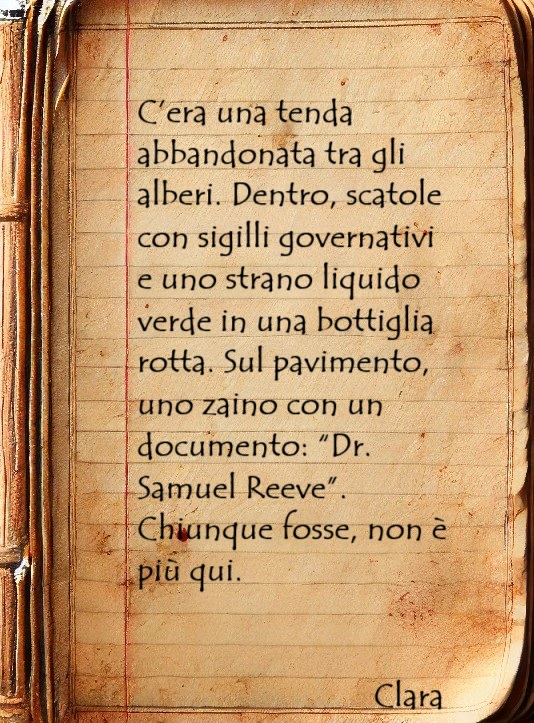 C’era una tenda
abbandonata tra gli
alberi. Dentro, scatole
con sigilli governativi
e uno strano liquido
verde in una bottiglia
rotta. Sul pavimento,
uno zaino con un
documento: “Dr.
Samuel Reeve”.
Chiunque fosse, non è
più qui.
Clara